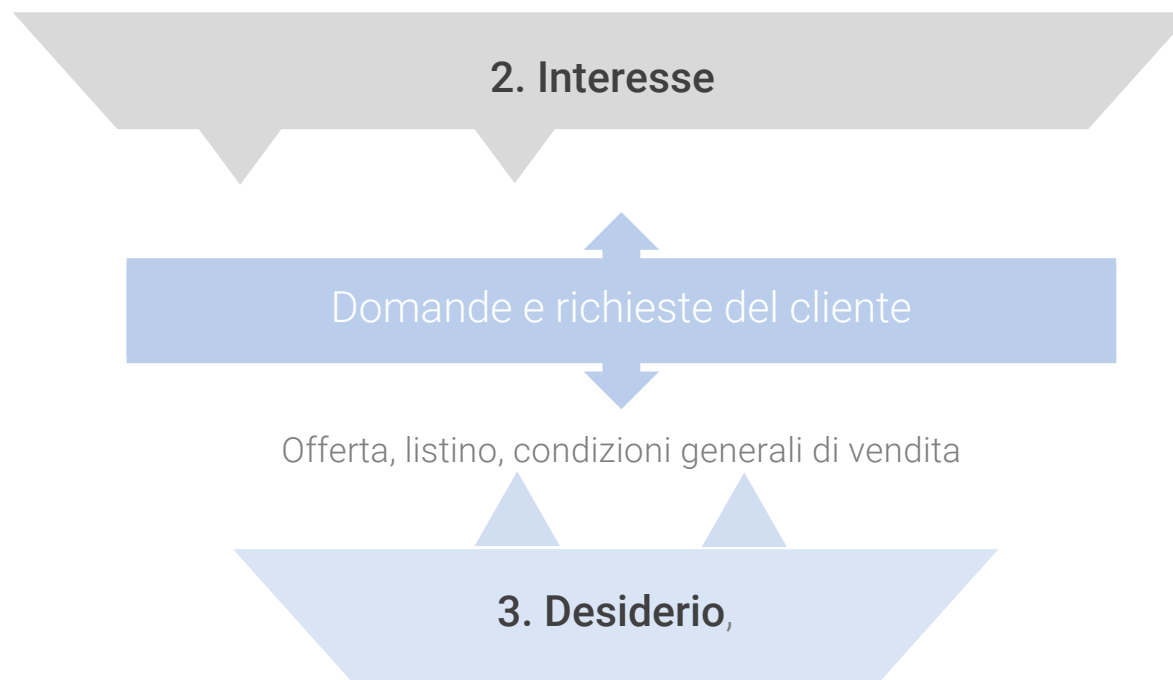 2. Interesse
Domande e richieste del cliente
Offerta, listino, condizioni generali di vendita
3. Desiderio,